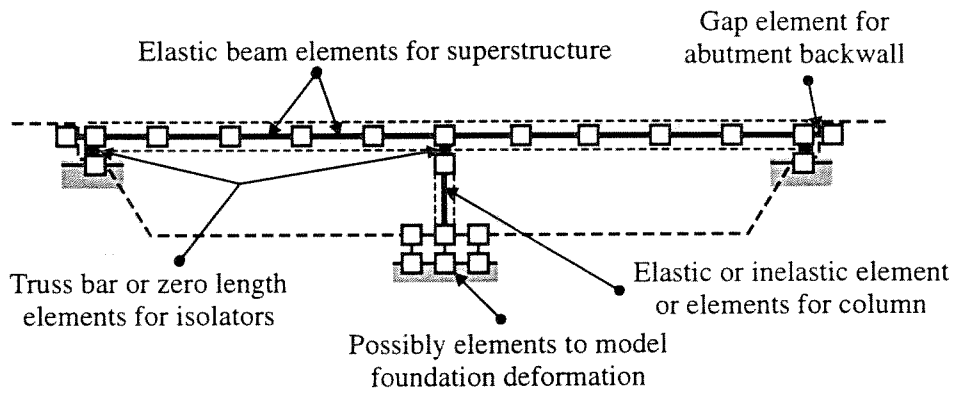 Gap element for
abutment backwall
Elastic beam elements for superstructure
Truss bar or zero length
elements for isolators
Elastic or inelastic element
or elements for column
Possibly elements to model
foundation deformation